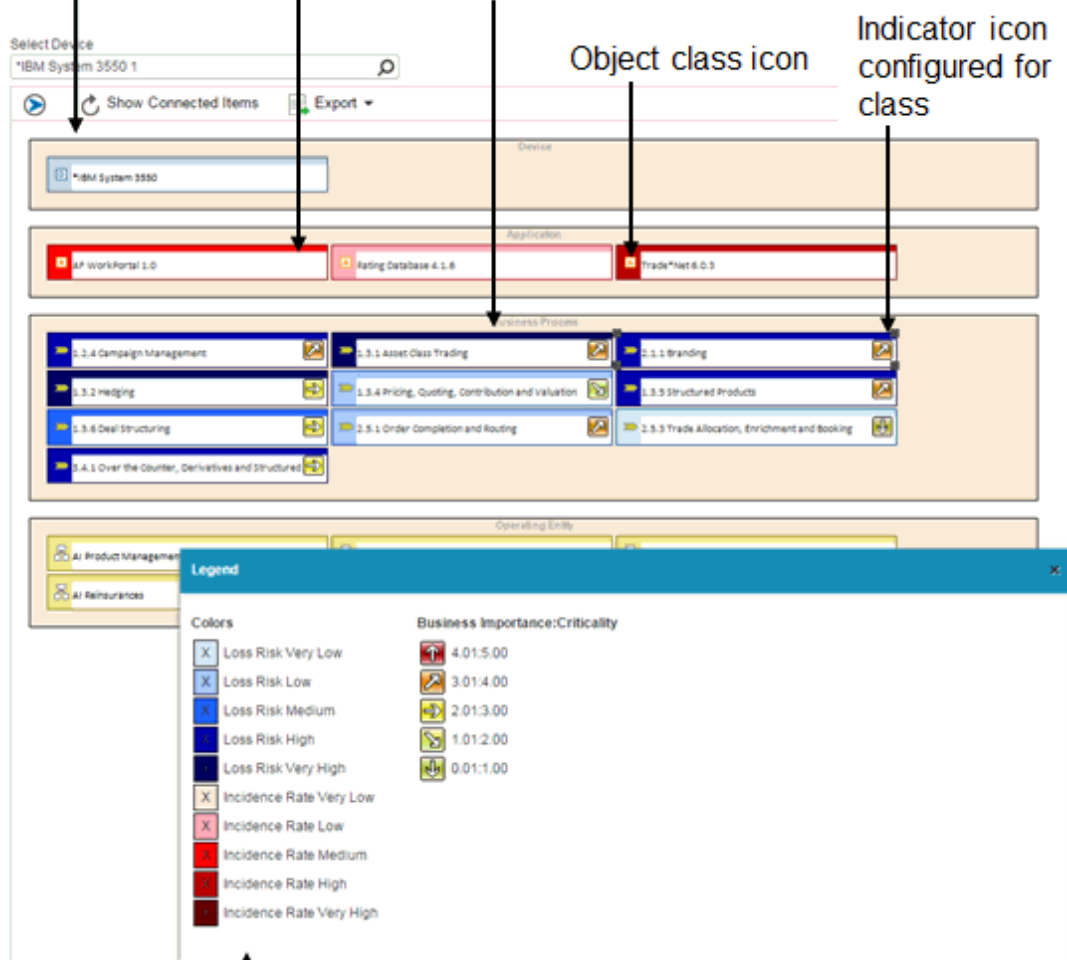 Indicator icon
configured for
class
Object class icon
Select Device
*IBM System 3550 1
Show Connected Items
Export
Device
*IBM System 3550
Application
AP WorkPortal 1.0
Rating Database 4.1.6
Trade*Net 6.0.3
Business Process
1.2.4 Campaign Management
1.3.1 Asset Class Trading
2.1.1 Branding
1.3.2 Hedging
1.3.4 Pricing, Quoting, Contribution and Valuation
1.3.5 Structured Products
1.3.6 Deal Structuring
2.5.1 Order Completion and Routing
2.5.3 Trade Allocation, Enrichment and Booking
3.4.1 Over the Counter, Derivatives and Structured
Operating Entity
AI Product Managemen
AI Reinsurances
Legend
Colors
Business Importance:Criticality
X Loss Risk Very Low
4.01:5.00
X Loss Risk Low
3.01:4.00
X Loss Risk Medium
2.01:3.00
X Loss Risk High
1.01:2.00
Loss Risk Very High
0.01:1.00
X Incidence Rate Very Low
X Incidence Rate Low
X Incidence Rate Medium
X Incidence Rate High
Incidence Rate Very High